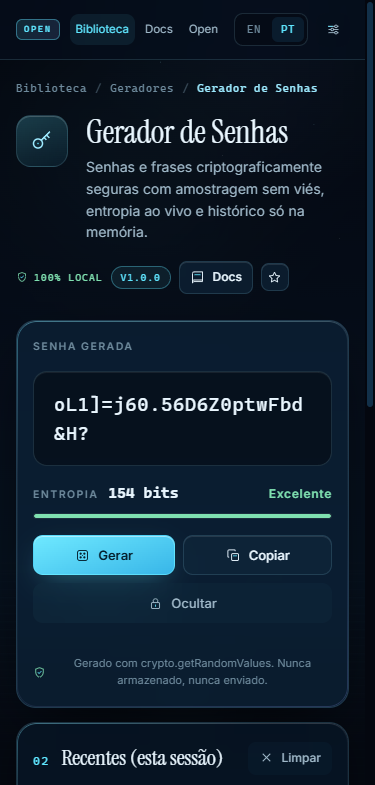 OPEN Biblioteca Docs Open EN PT
Biblioteca / Geradores / Gerador de Senhas
Gerador de Senhas
Senhas e frases criptograficamente
seguras com amostragem sem viés,
entropia ao vivo e histórico só na
memória.
100% LOCAL V1.0.0 Docs
SENHA GERADA
oL1]=j60.56D6Z0ptwFbd
&H?
ENTROPIA 154 bits Excelente
Gerar Copiar
Ocultar
Gerado com crypto.getRandomValues. Nunca
armazenado, nunca enviado.
02 Recentes (esta sessão) Limpar